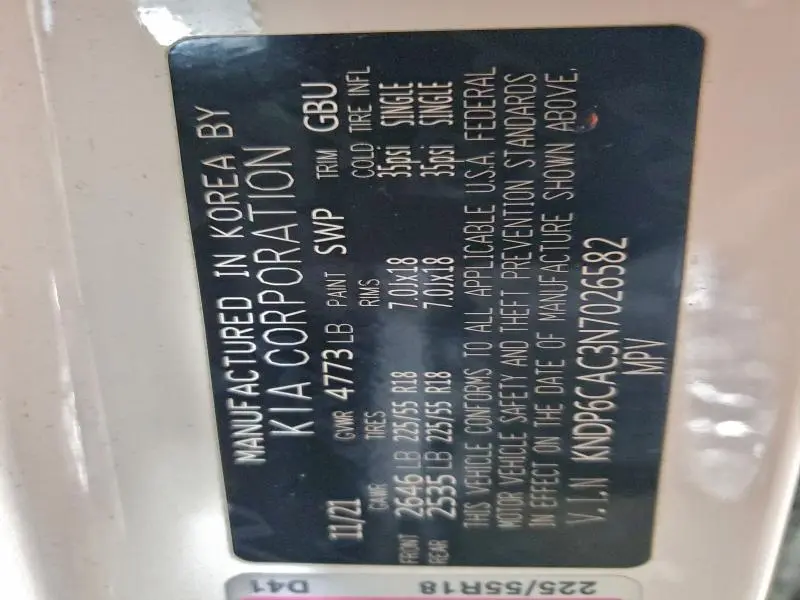 MANUFACTURED IN KOREA BY
KIA CORPORATION
11/21 GVWR 4773LB PAINT SWP TRIM GBU
GAWR TIRES RIMS COLD TIRE INFL
FRONT 2646LB 225/55 R18 7.0Jx18 35psi SINGLE
REAR 2535LB 225/55 R18 7.0Jx18 35psi SINGLE
THIS VEHICLE CONFORMS TO ALL APPLICABLE U.S.A. FEDERAL
MOTOR VEHICLE SAFETY AND THEFT PREVENTION STANDARDS
IN EFFECT ON THE DATE OF MANUFACTURE SHOWN ABOVE.
V.I.N KNDP6CAC3N7026582
MPV
D41
225/55R18